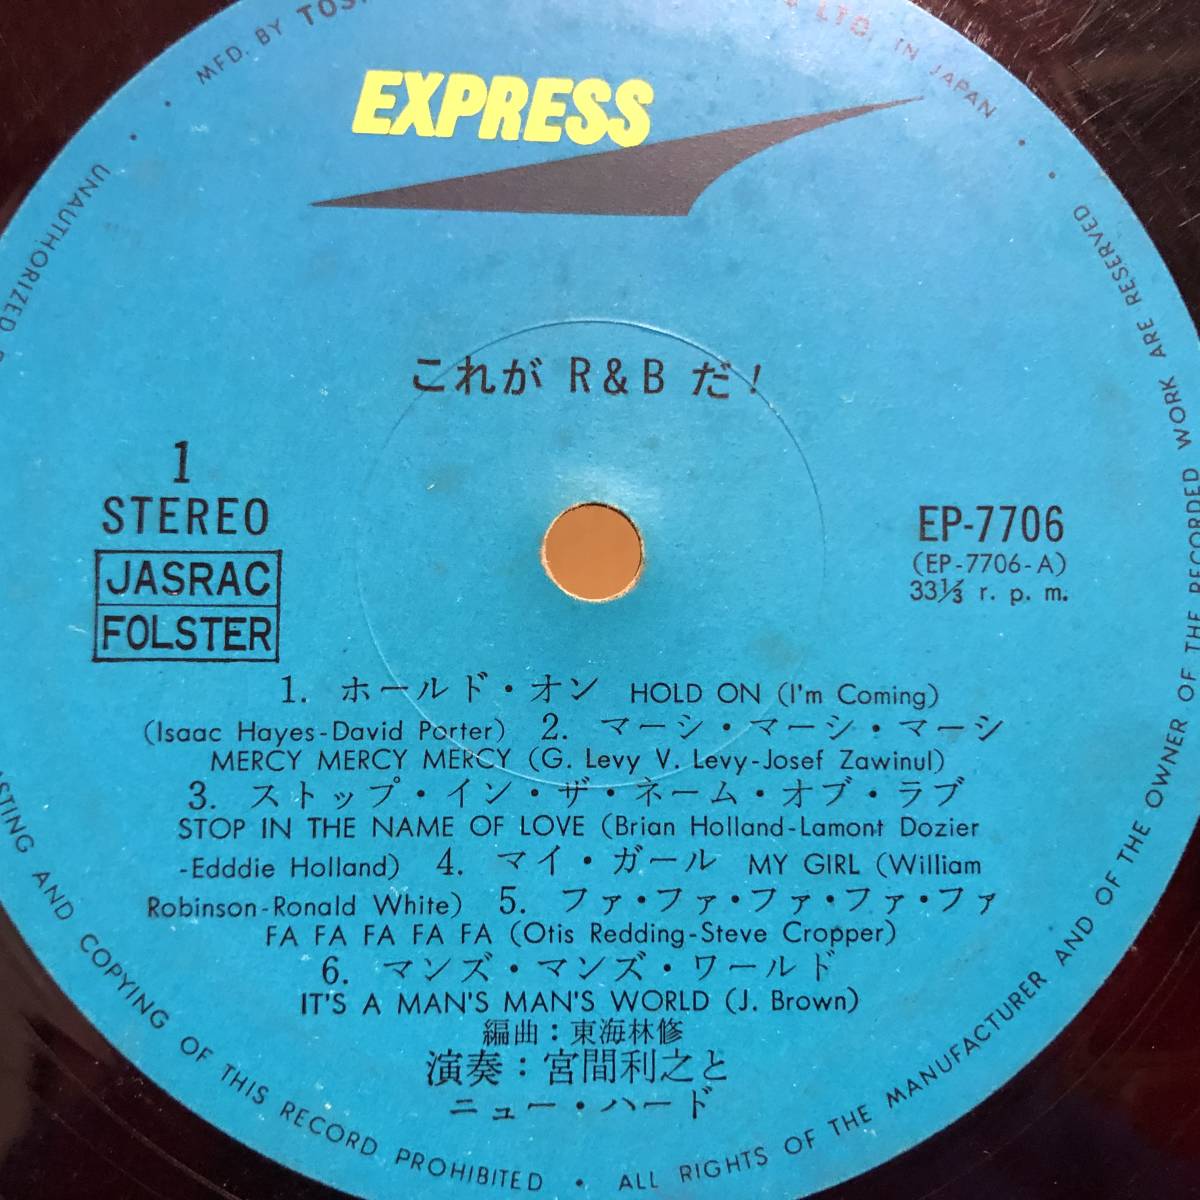 MFD. BY LTD. IN JAPAN
EXPRESS
これが R&B だ!
1
STEREO
JASRAC
FOLSTER
EP-7706
(EP-7706-A)
33⅓ r. p. m.
1. ホールド・オン HOLD ON (I'm Coming)
(Isaac Hayes-David Porter) 2. マーシ・マーシ・マーシ
MERCY MERCY MERCY (G. Levy V. Levy-Josef Zawinul)
3. ストップ・イン・ザ・ネーム・オブ・ラブ
STOP IN THE NAME OF LOVE (Brian Holland-Lamont Dozier
-Edddie Holland) 4. マイ・ガール MY GIRL (William
Robinson-Ronald White) 5. ファ・ファ・ファ・ファ・ファ
FA FA FA FA FA (Otis Redding-Steve Cropper)
6. マンズ・マンズ・ワールド
IT'S A MAN'S MAN'S WORLD (J. Brown)
編曲：東海林修
演奏：宮間利之と
ニュー・ハード
UNAUTHORIZED
AND COPYING OF THIS RECORD PROHIBITED • ALL RIGHTS OF THE MANUFACTURER AND OF THE OWNER OF THE RECORDED WORK ARE RESERVED